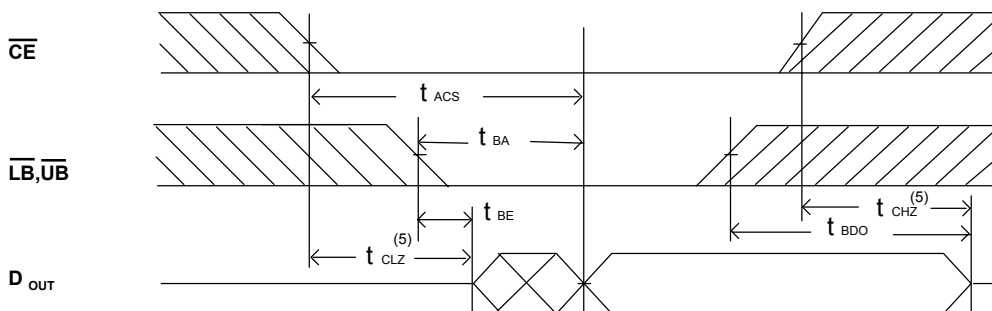 CE
t ACS
t BA
LB,UB
t BE
t CHZ (5)
t BDO
t CLZ (5)
D OUT